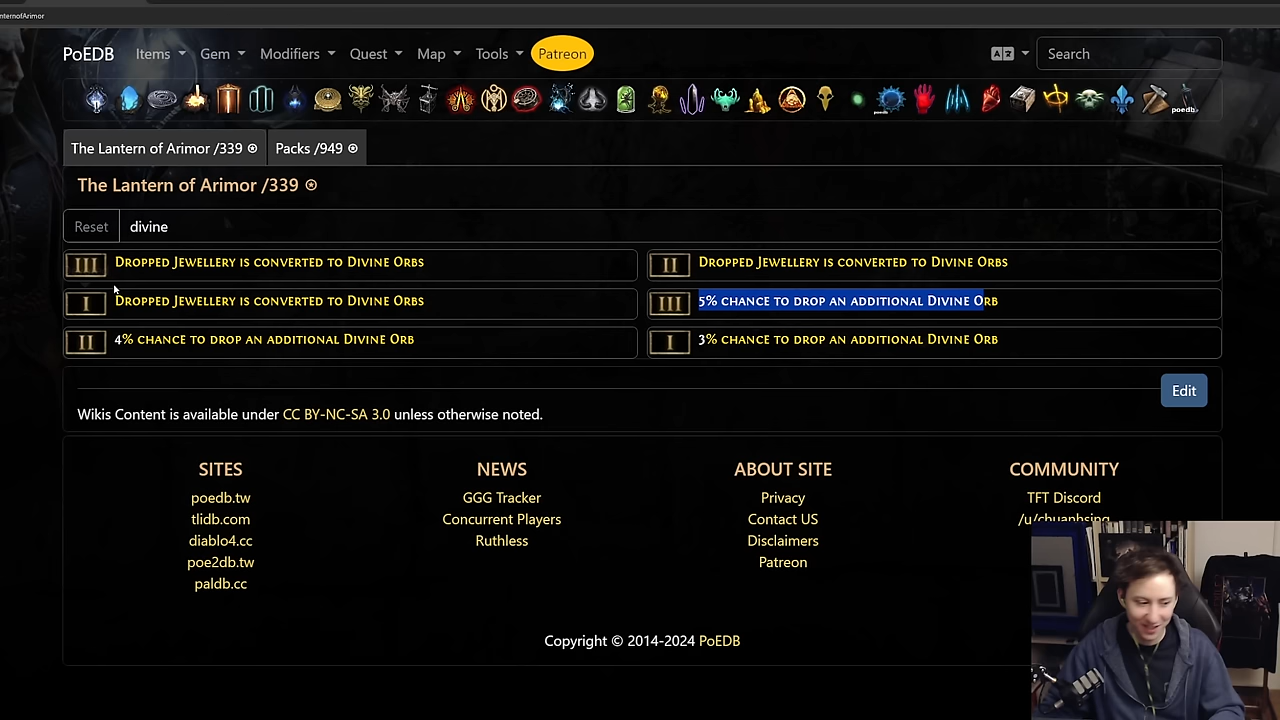 nternofArimor
PoEDB Items Gem Modifiers Quest Map Tools Patreon Search
poedb poedb
The Lantern of Arimor /339 Packs /949
The Lantern of Arimor /339
Reset divine
III Dropped Jewellery is converted to Divine Orbs
II Dropped Jewellery is converted to Divine Orbs
I Dropped Jewellery is converted to Divine Orbs
III 5% chance to drop an additional Divine Orb
II 4% chance to drop an additional Divine Orb
I 3% chance to drop an additional Divine Orb
Edit
Wikis Content is available under CC BY-NC-SA 3.0 unless otherwise noted.
SITES
poedb.tw
tlidb.com
diablo4.cc
poe2db.tw
paldb.cc
NEWS
GGG Tracker
Concurrent Players
Ruthless
ABOUT SITE
Privacy
Contact US
Disclaimers
Patreon
COMMUNITY
TFT Discord
/u/chuanhsing
Copyright © 2014-2024 PoEDB